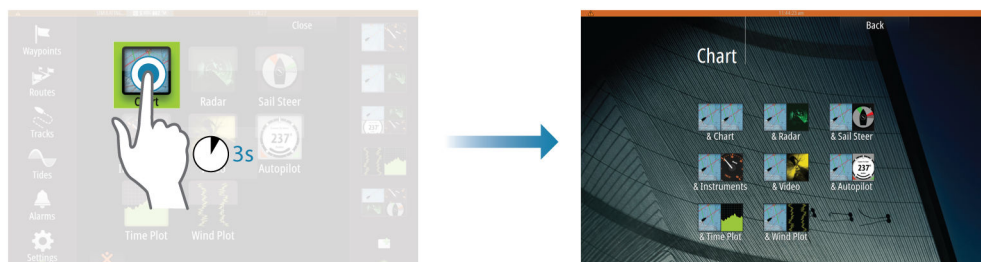 Close
Waypoints
Routes
Tracks
Tides
Alarms
Settings
Radar
Sail Steer
Autopilot
Time Plot
Wind Plot
237°
3s
237°
Back
Chart
& Chart
& Radar
& Sail Steer
& Instruments
& Video
& Autopilot
237°
& Time Plot
& Wind Plot